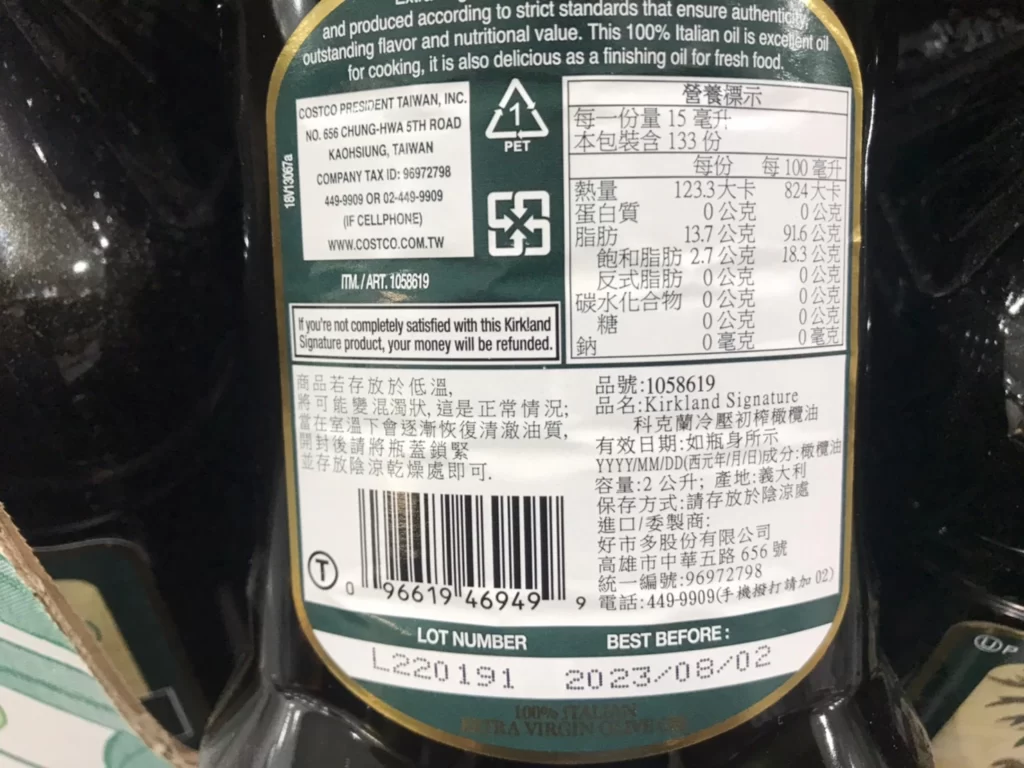 and produced according to strict standards that ensure authenticity,
outstanding flavor and nutritional value. This 100% Italian oil is excellent oil
for cooking, it is also delicious as a finishing oil for fresh food.
COSTCO PRESIDENT TAIWAN, INC.
NO. 656 CHUNG-HWA 5TH ROAD
KAOHSIUNG, TAIWAN
COMPANY TAX ID: 96972798
449-9909 OR 02-449-9909
(IF CELLPHONE)
WWW.COSTCO.COM.TW
18V13067a
1
PET
ITM. / ART. 1058619
If you're not completely satisfied with this Kirkland
Signature product, your money will be refunded.
營養標示
每一份量 15 毫升
本包裝含 133 份
每份 每 100 毫升
熱量 123.3 大卡 824 大卡
蛋白質 0 公克 0 公克
脂肪 13.7 公克 91.6 公克
飽和脂肪 2.7 公克 18.3 公克
反式脂肪 0 公克 0 公克
碳水化合物 0 公克 0 公克
糖 0 公克 0 公克
鈉 0 毫克 0 毫克
商品若存放於低溫,
將可能變混濁狀, 這是正常情況;
當在室溫下會逐漸恢復清澈油質,
開封後請將瓶蓋鎖緊
並存放陰涼乾燥處即可.
品號:1058619
品名:Kirkland Signature
科克蘭冷壓初榨橄欖油
有效日期:如瓶身所示
YYYY/MM/DD(西元年/月/日)成分:橄欖油
容量:2 公升; 產地:義大利
保存方式:請存放於陰涼處
進口/委製商:
好市多股份有限公司
高雄市中華五路 656 號
統一編號:96972798
電話:449-9909(手機撥打請加 02)
T
0 96619 46949 9
LOT NUMBER BEST BEFORE :
L220191 2023/08/02
100% ITALIAN
EXTRA VIRGIN OLIVE OIL
U P